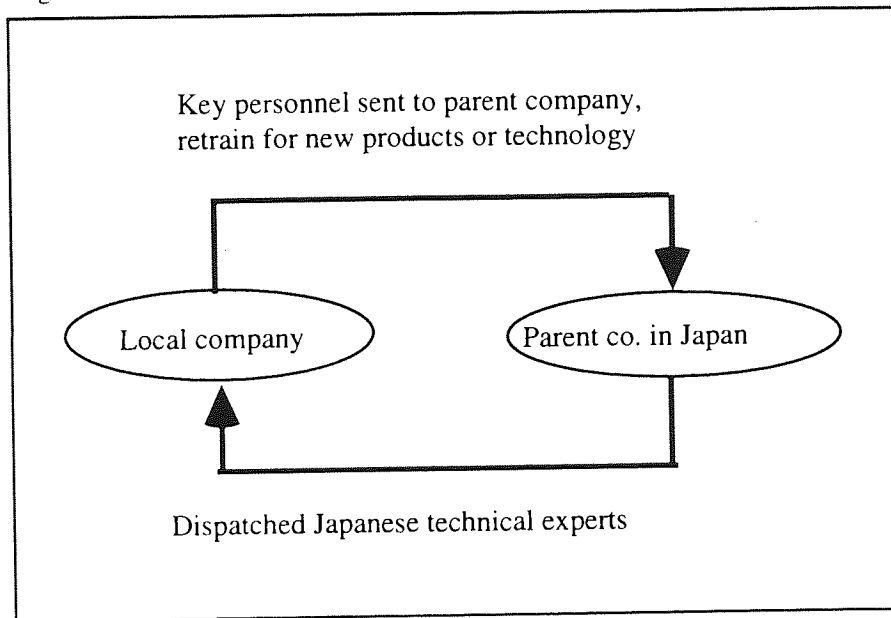 Key personnel sent to parent company,
retrain for new products or technology
Local company
Parent co. in Japan
Dispatched Japanese technical experts